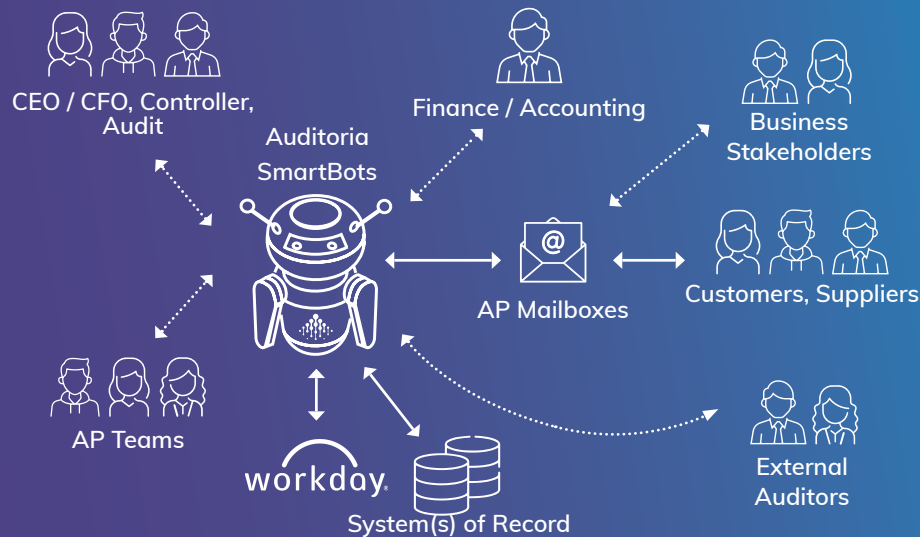 CEO / CFO, Controller,
Audit
Finance / Accounting
Business
Stakeholders
Auditoria
SmartBots
@
AP Mailboxes
Customers, Suppliers
AP Teams
workday®
System(s) of Record
External
Auditors